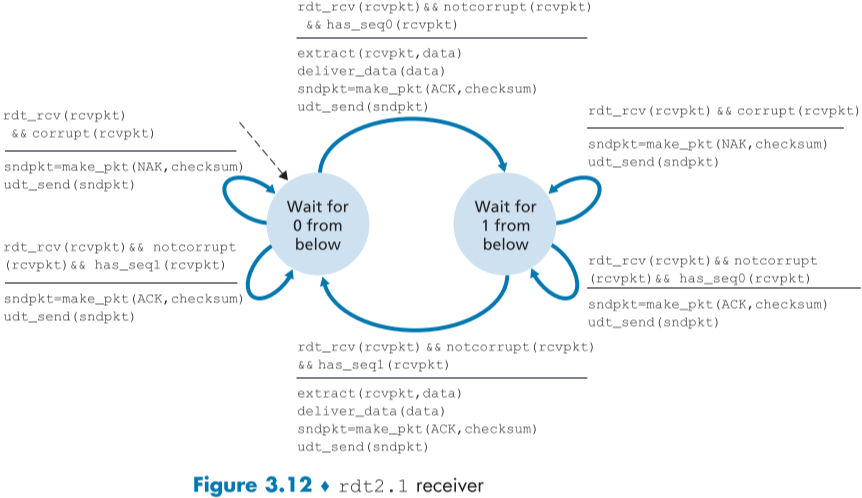 rdt_rcv(rcvpkt)&& notcorrupt(rcvpkt)
&& has_seq0(rcvpkt)
extract(rcvpkt,data)
deliver_data(data)
sndpkt=make_pkt(ACK,checksum)
udt_send(sndpkt)
rdt_rcv(rcvpkt)
&& corrupt(rcvpkt)
sndpkt=make_pkt(NAK,checksum)
udt_send(sndpkt)
rdt_rcv(rcvpkt) && corrupt(rcvpkt)
sndpkt=make_pkt(NAK,checksum)
udt_send(sndpkt)
Wait for
0 from
below
Wait for
1 from
below
rdt_rcv(rcvpkt)&& notcorrupt
(rcvpkt)&& has_seq1(rcvpkt)
sndpkt=make_pkt(ACK,checksum)
udt_send(sndpkt)
rdt_rcv(rcvpkt)&& notcorrupt
(rcvpkt)&& has_seq0(rcvpkt)
sndpkt=make_pkt(ACK,checksum)
udt_send(sndpkt)
rdt_rcv(rcvpkt) && notcorrupt(rcvpkt)
&& has_seq1(rcvpkt)
extract(rcvpkt,data)
deliver_data(data)
sndpkt=make_pkt(ACK,checksum)
udt_send(sndpkt)
Figure 3.12 ♦ rdt2.1 receiver